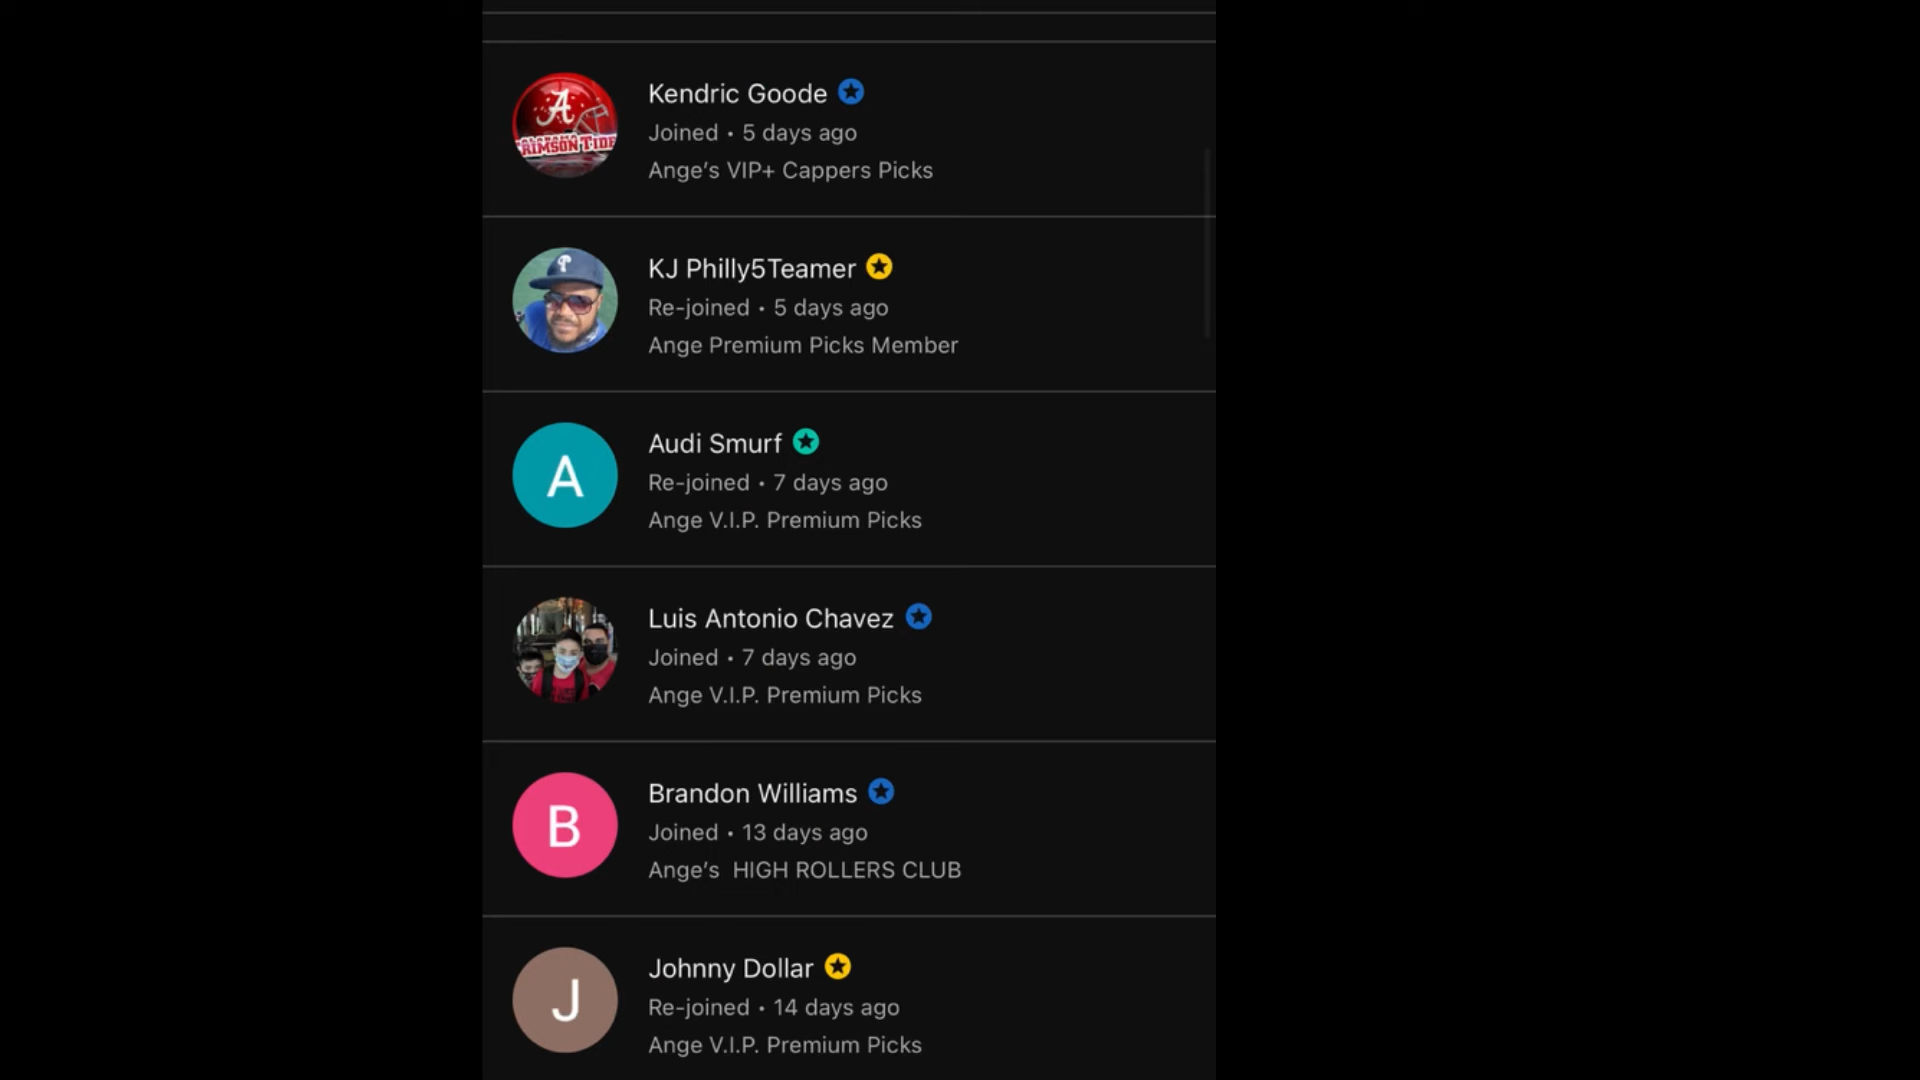 Kendric Goode
Joined • 5 days ago
Ange's VIP+ Cappers Picks
A
ALABAMA
CRIMSON TIDE
KJ Philly5Teamer
Re-joined • 5 days ago
Ange Premium Picks Member
P
Audi Smurf
Re-joined • 7 days ago
Ange V.I.P. Premium Picks
A
Luis Antonio Chavez
Joined • 7 days ago
Ange V.I.P. Premium Picks
Brandon Williams
Joined • 13 days ago
Ange's  HIGH ROLLERS CLUB
B
Johnny Dollar
Re-joined • 14 days ago
Ange V.I.P. Premium Picks
J